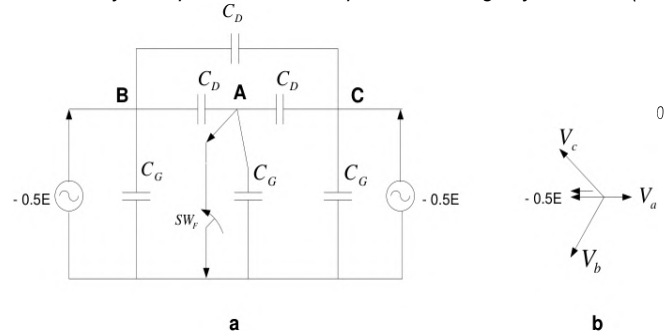 C_D
B
C_D
A
C_D
C
C_G
C_G
C_G
- 0.5E
SW_F
- 0.5E
a
0
V_c
- 0.5E
V_a
V_b
b